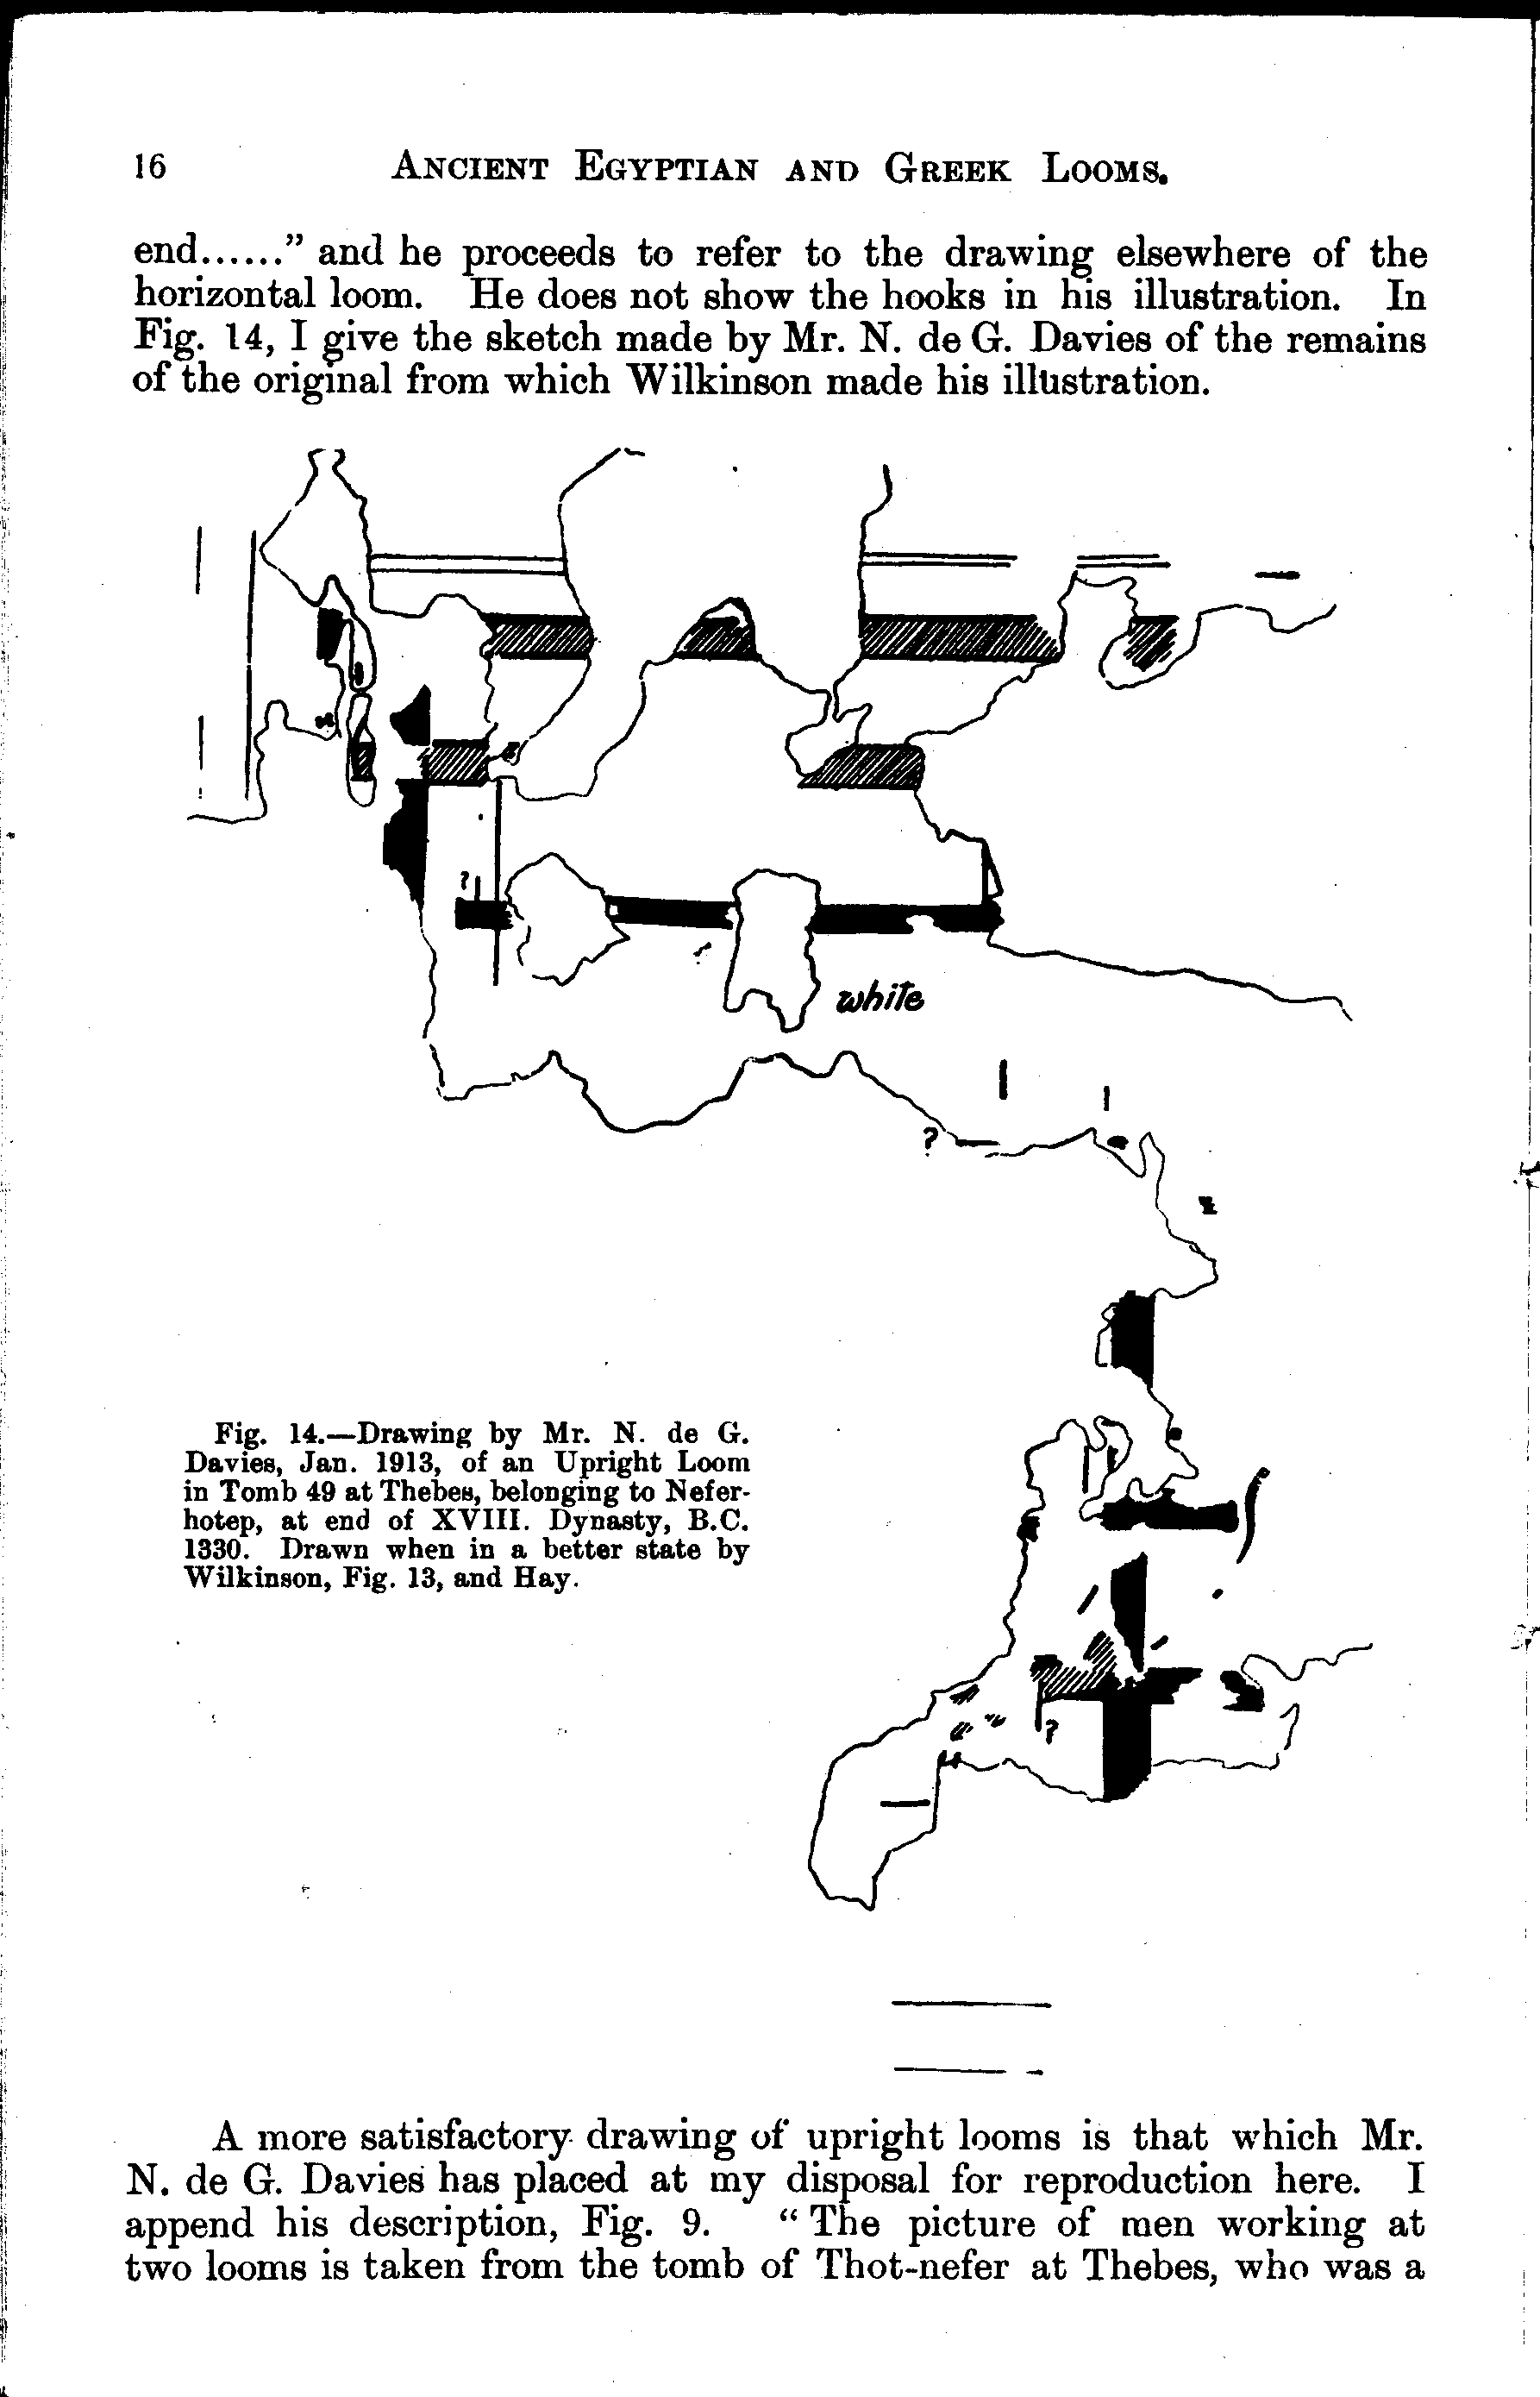 16 ANCIENT EGYPTIAN AND GREEK LOOMS.
end......” and he proceeds to refer to the drawing elsewhere of the
horizontal loom. He does not show the hooks in his illustration. In
Fig. 14, I give the sketch made by Mr. N. de G. Davies of the remains
of the original from which Wilkinson made his illustration.
?
white
?
Fig. 14.—Drawing by Mr. N. de G.
Davies, Jan. 1913, of an Upright Loom
in Tomb 49 at Thebes, belonging to Nefer-
hotep, at end of XVIII. Dynasty, B.C.
1330. Drawn when in a better state by
Wilkinson, Fig. 13, and Hay.
?
A more satisfactory drawing of upright looms is that which Mr.
N. de G. Davies has placed at my disposal for reproduction here. I
append his description, Fig. 9. “The picture of men working at
two looms is taken from the tomb of Thot-nefer at Thebes, who was a